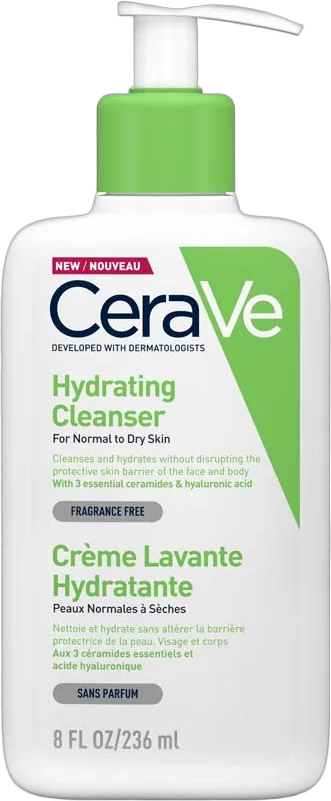 NEW / NOUVEAU
CeraVe
DEVELOPED WITH DERMATOLOGISTS
Hydrating
Cleanser
For Normal to Dry Skin
Cleanses and hydrates without disrupting the
protective skin barrier of the face and body
With 3 essential ceramides & hyaluronic acid
FRAGRANCE FREE
Crème Lavante
Hydratante
Peaux Normales à Sèches
Nettoie et hydrate sans altérer la barrière
protectrice de la peau. Visage et corps
Aux 3 céramides essentiels et
acide hyaluronique
SANS PARFUM
8 FL OZ/236 ml